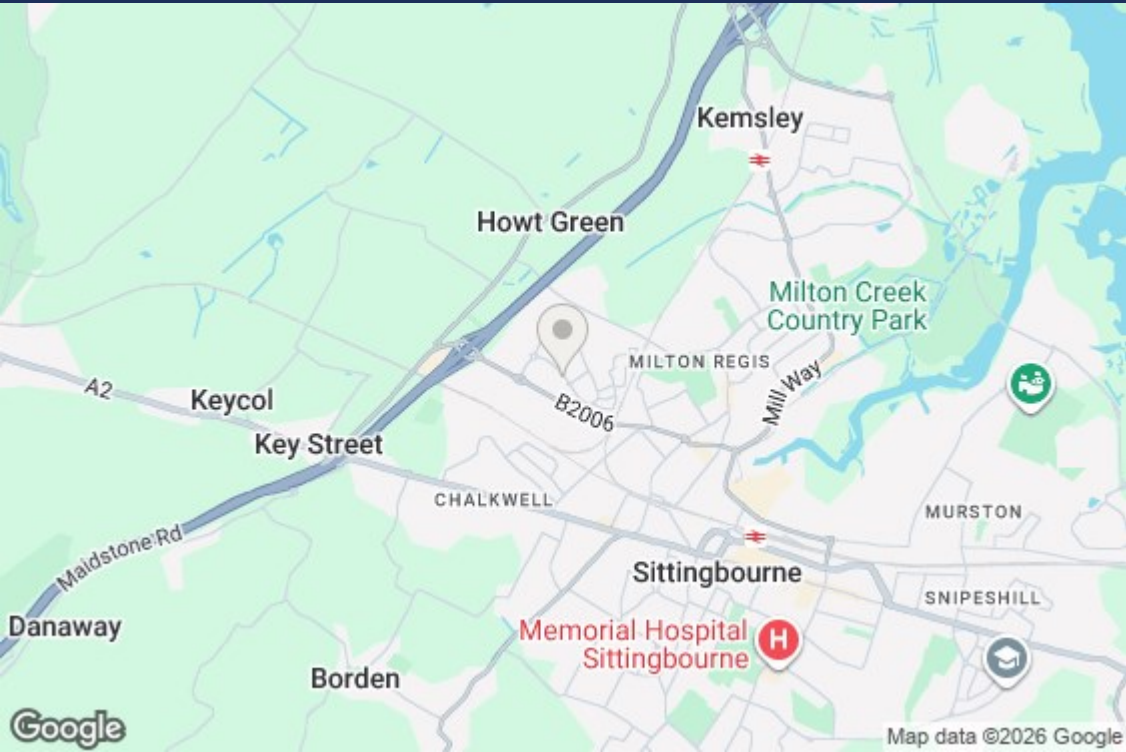 Kemsley
Howt Green
Milton Creek
Country Park
MILTON REGIS
A2
Keycol
B2006
Mill Way
Key Street
CHALKWELL
MURSTON
Maidstone Rd
Sittingbourne
SNIPESHILL
Danaway
Memorial Hospital
Sittingbourne
H
Borden
Google
Map data ©2026 Google